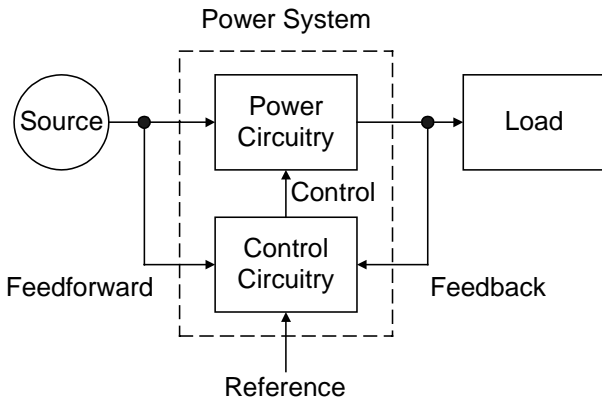 Power System
Source
Power
Circuitry
Load
Control
Control
Circuitry
Feedforward
Feedback
Reference